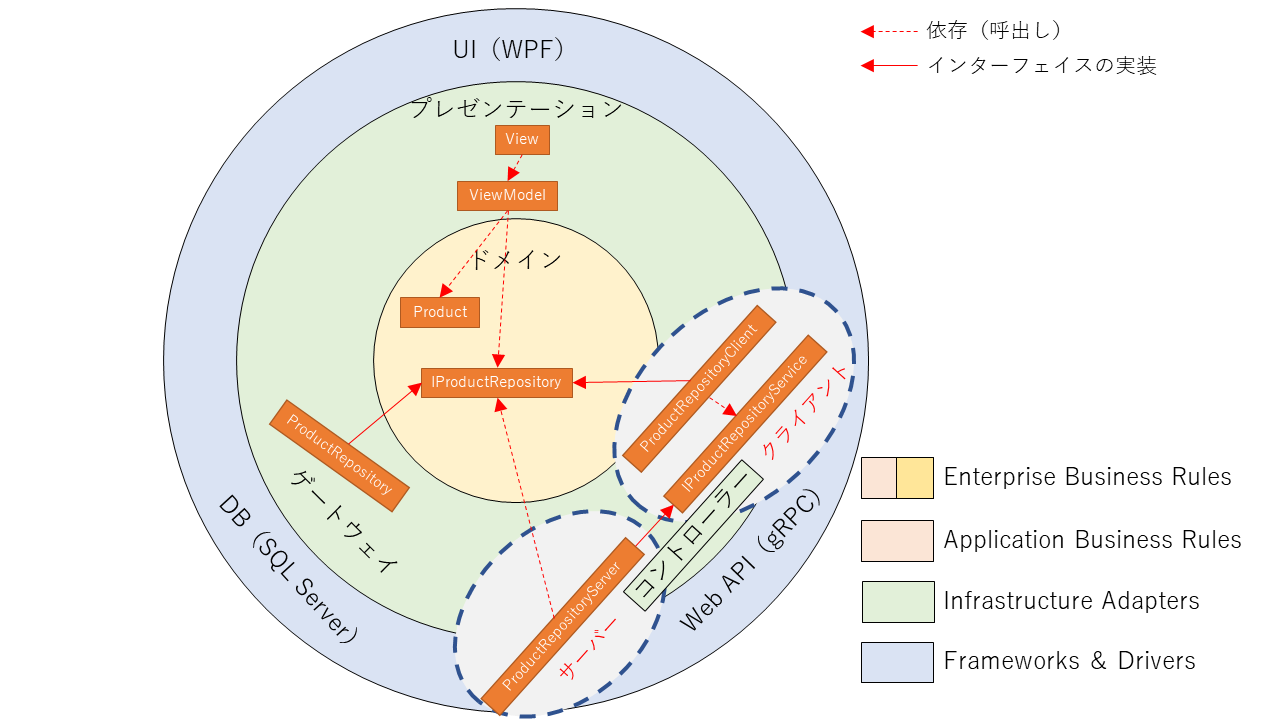 UI（WPF）
依存（呼出し）
インターフェイスの実装
プレゼンテーション
View
ViewModel
ドメイン
Product
IProductRepository
ProductRepositoryClient
IProductRepositoryService
クライアント
ProductRepository
ゲートウェイ
コントローラー
DB（SQL Server）
Web API（gRPC）
ProductRepositoryServer
サーバー
Enterprise Business Rules
Application Business Rules
Infrastructure Adapters
Frameworks & Drivers